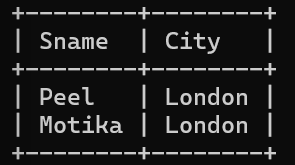 +--------+--------+
| Sname  | City   |
+--------+--------+
| Peel   | London |
| Motika | London |
+--------+--------+